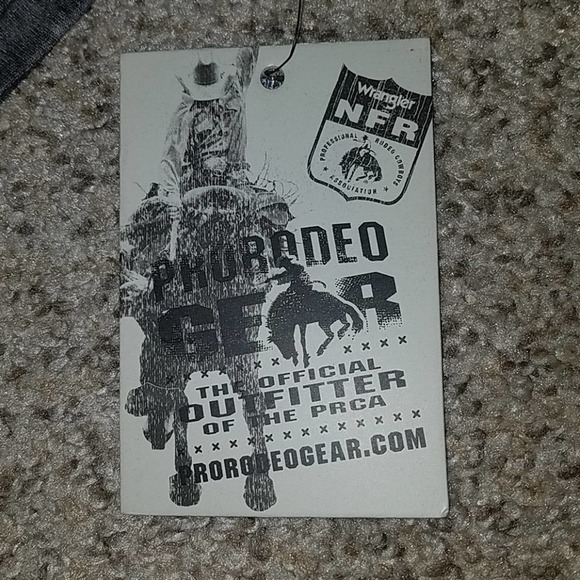 Wrangler
NFR
PROFESSIONAL RODEO COWBOYS
ASSOCIATION
PRORODEO
GEAR
x x x x x
THE OFFICIAL
OUTFITTER
OF THE PRCA
x x x x x x x x x x x x x
PRORODEOGEAR.COM